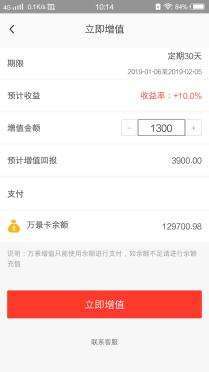 4G 0.1K/s 10:14 84%
立即增值
期限 定期30天
2019-01-06至2019-02-05
预计收益 收益率：+10.0%
增值金额 - 1300 +
预计增值回报 3900.00
支付
万景卡余额 129700.98
说明：万景增值只能使用余额进行支付，如余额不足请进行余额
充值
立即增值
联系客服